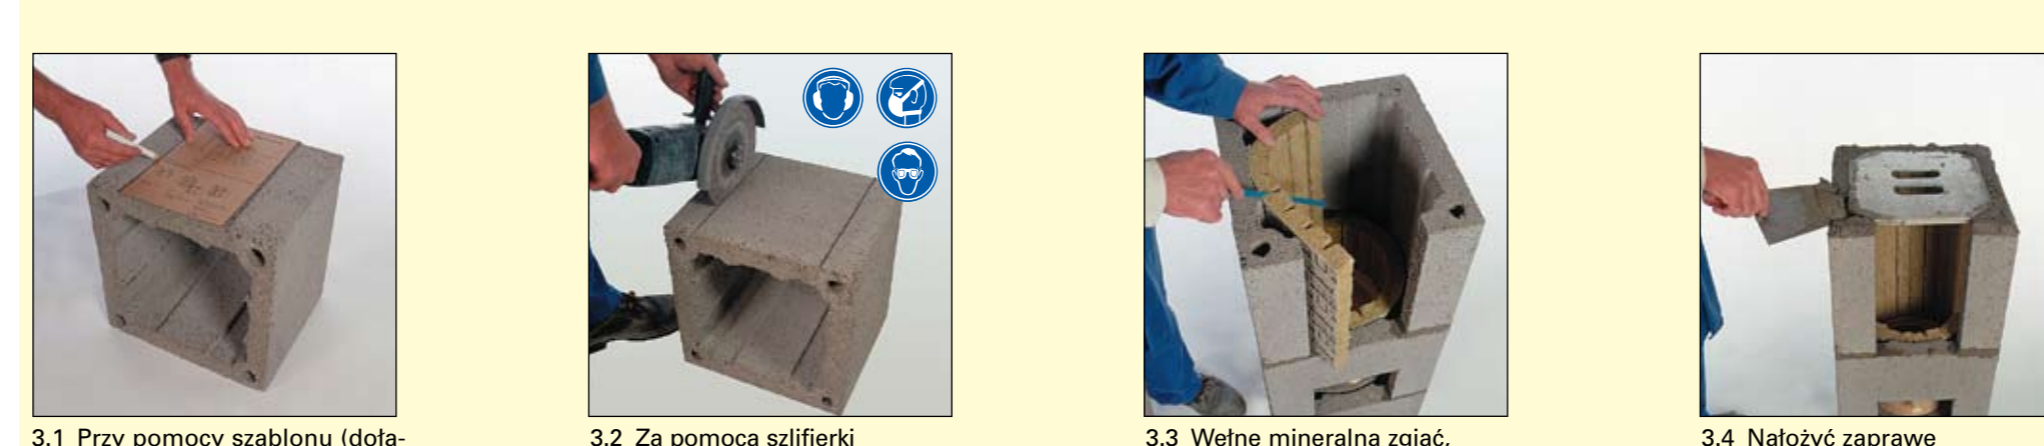 3.1 Przy pomocy szablonu (dołą-
3.2 Za pomocą szlifierki
3.3 Wełnę mineralną zgiąć,
3.4 Nałożyć zaprawę